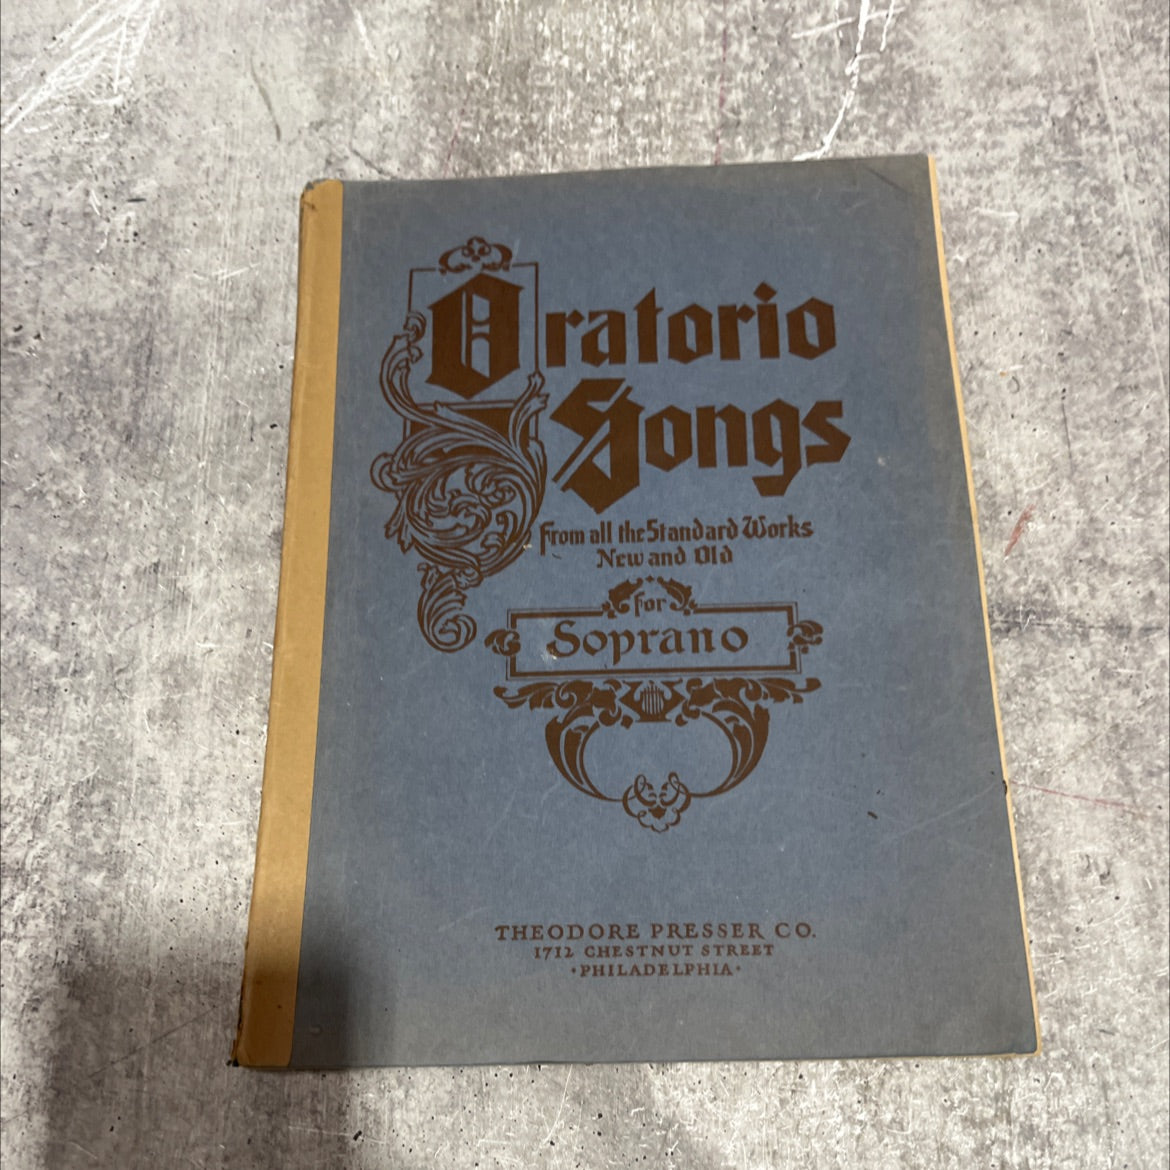 Oratorio
Songs
From all the Standard Works
New and Old
for
Soprano
THEODORE PRESSER CO.
1712 CHESTNUT STREET
·PHILADELPHIA·